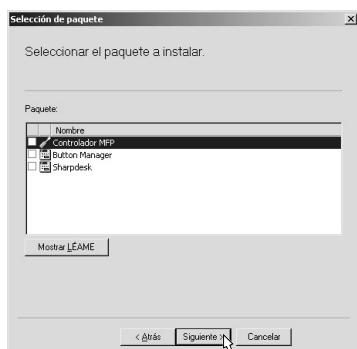 Selección de paquete
Seleccionar el paquete a instalar.
Paquete:
Nombre
Controlador MFP
Button Manager
Sharpdesk
Mostrar LÉAME
< Atrás Siguiente > Cancelar